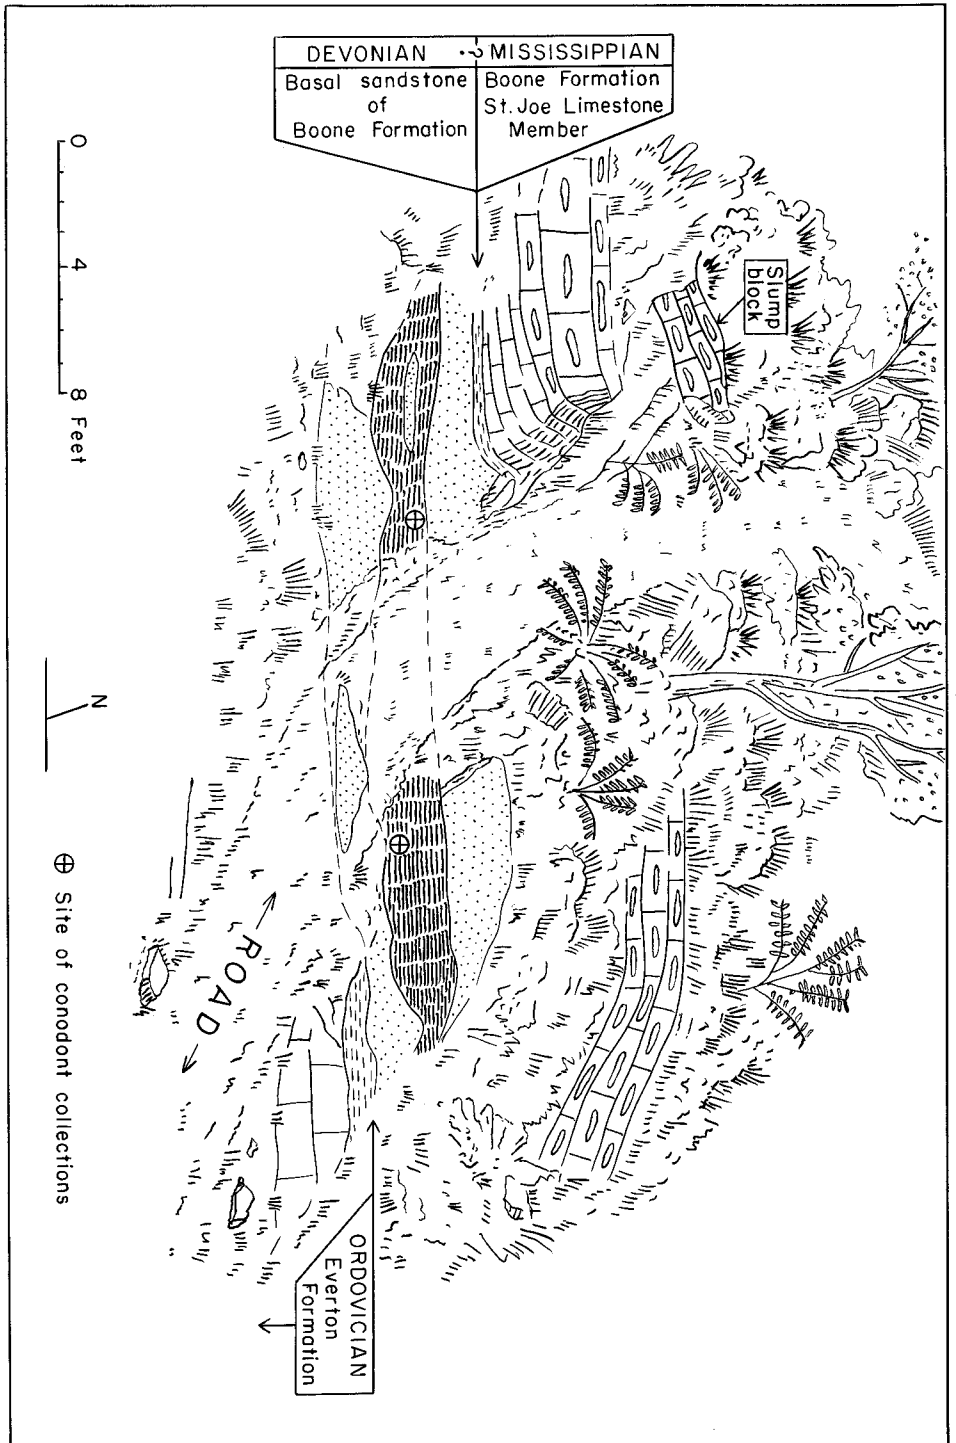 DEVONIAN ·?· MISSISSIPPIAN
Basal sandstone
of
Boone Formation
Boone Formation
St. Joe Limestone
Member
Slump
block
0 4 8 Feet
N
ROAD
ORDOVICIAN
Everton
Formation
⊕ Site of conodont collections